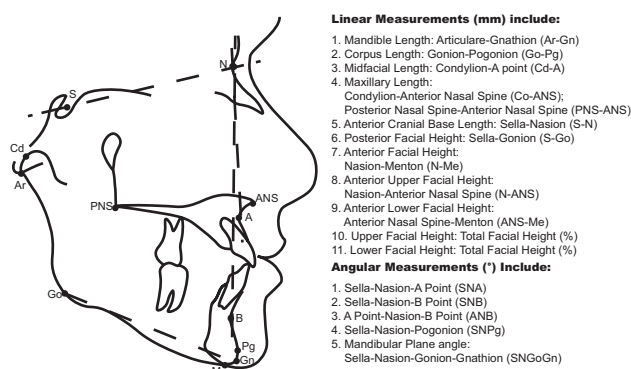 N
S
Cd
Ar
PNS
ANS
A
Go
B
Pg
Gn
Linear Measurements (mm) include:
1. Mandible Length: Articulare-Gnathion (Ar-Gn)
2. Corpus Length: Gonion-Pogonion (Go-Pg)
3. Midfacial Length: Condylion-A point (Cd-A)
4. Maxillary Length:
Condylion-Anterior Nasal Spine (Co-ANS);
Posterior Nasal Spine-Anterior Nasal Spine (PNS-ANS)
5. Anterior Cranial Base Length: Sella-Nasion (S-N)
6. Posterior Facial Height: Sella-Gonion (S-Go)
7. Anterior Facial Height:
Nasion-Menton (N-Me)
8. Anterior Upper Facial Height:
Nasion-Anterior Nasal Spine (N-ANS)
9. Anterior Lower Facial Height:
Anterior Nasal Spine-Menton (ANS-Me)
10. Upper Facial Height: Total Facial Height (%)
11. Lower Facial Height: Total Facial Height (%)
Angular Measurements (°) Include:
1. Sella-Nasion-A Point (SNA)
2. Sella-Nasion-B Point (SNB)
3. A Point-Nasion-B Point (ANB)
4. Sella-Nasion-Pogonion (SNPg)
5. Mandibular Plane angle:
Sella-Nasion-Gonion-Gnathion (SNGoGn)